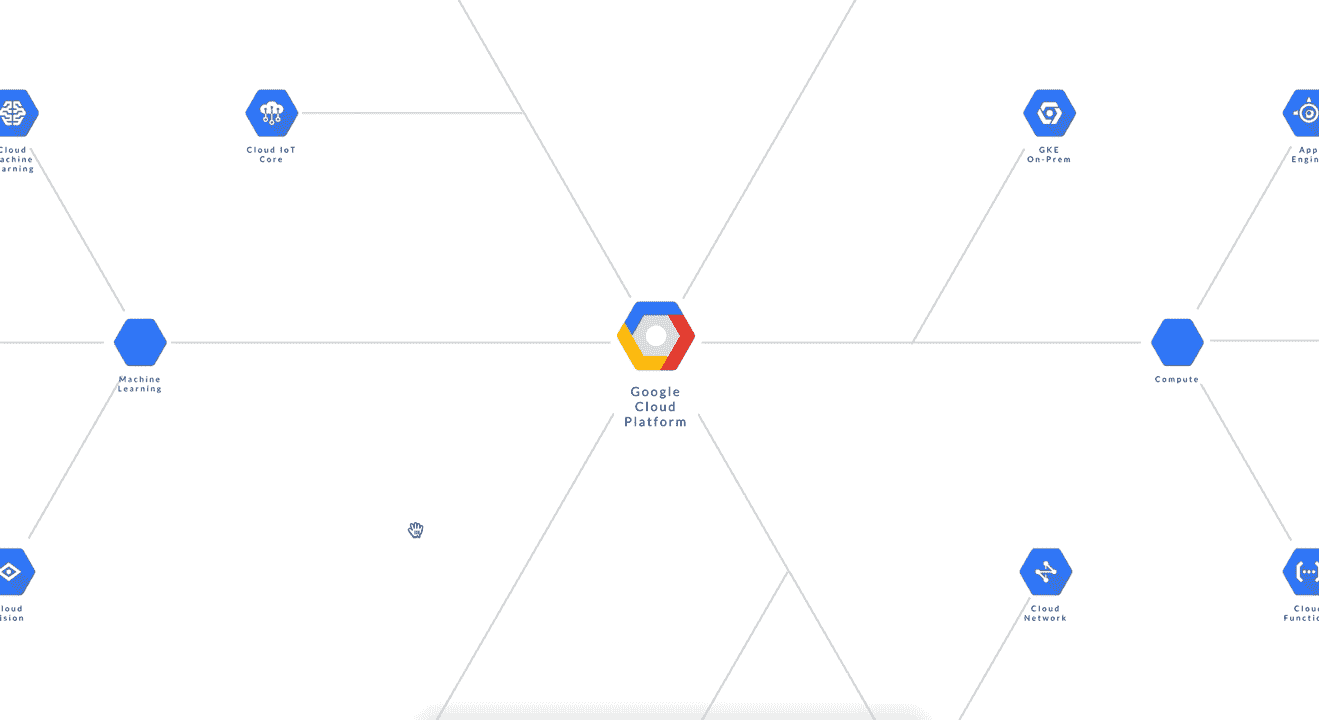 Cloud
achine
arning
Cloud IoT
Core
GKE
On-Prem
App
Engin
Machine
Learning
Google
Cloud
Platform
Compute
loud
ision
Cloud
Network
Clou
Functio